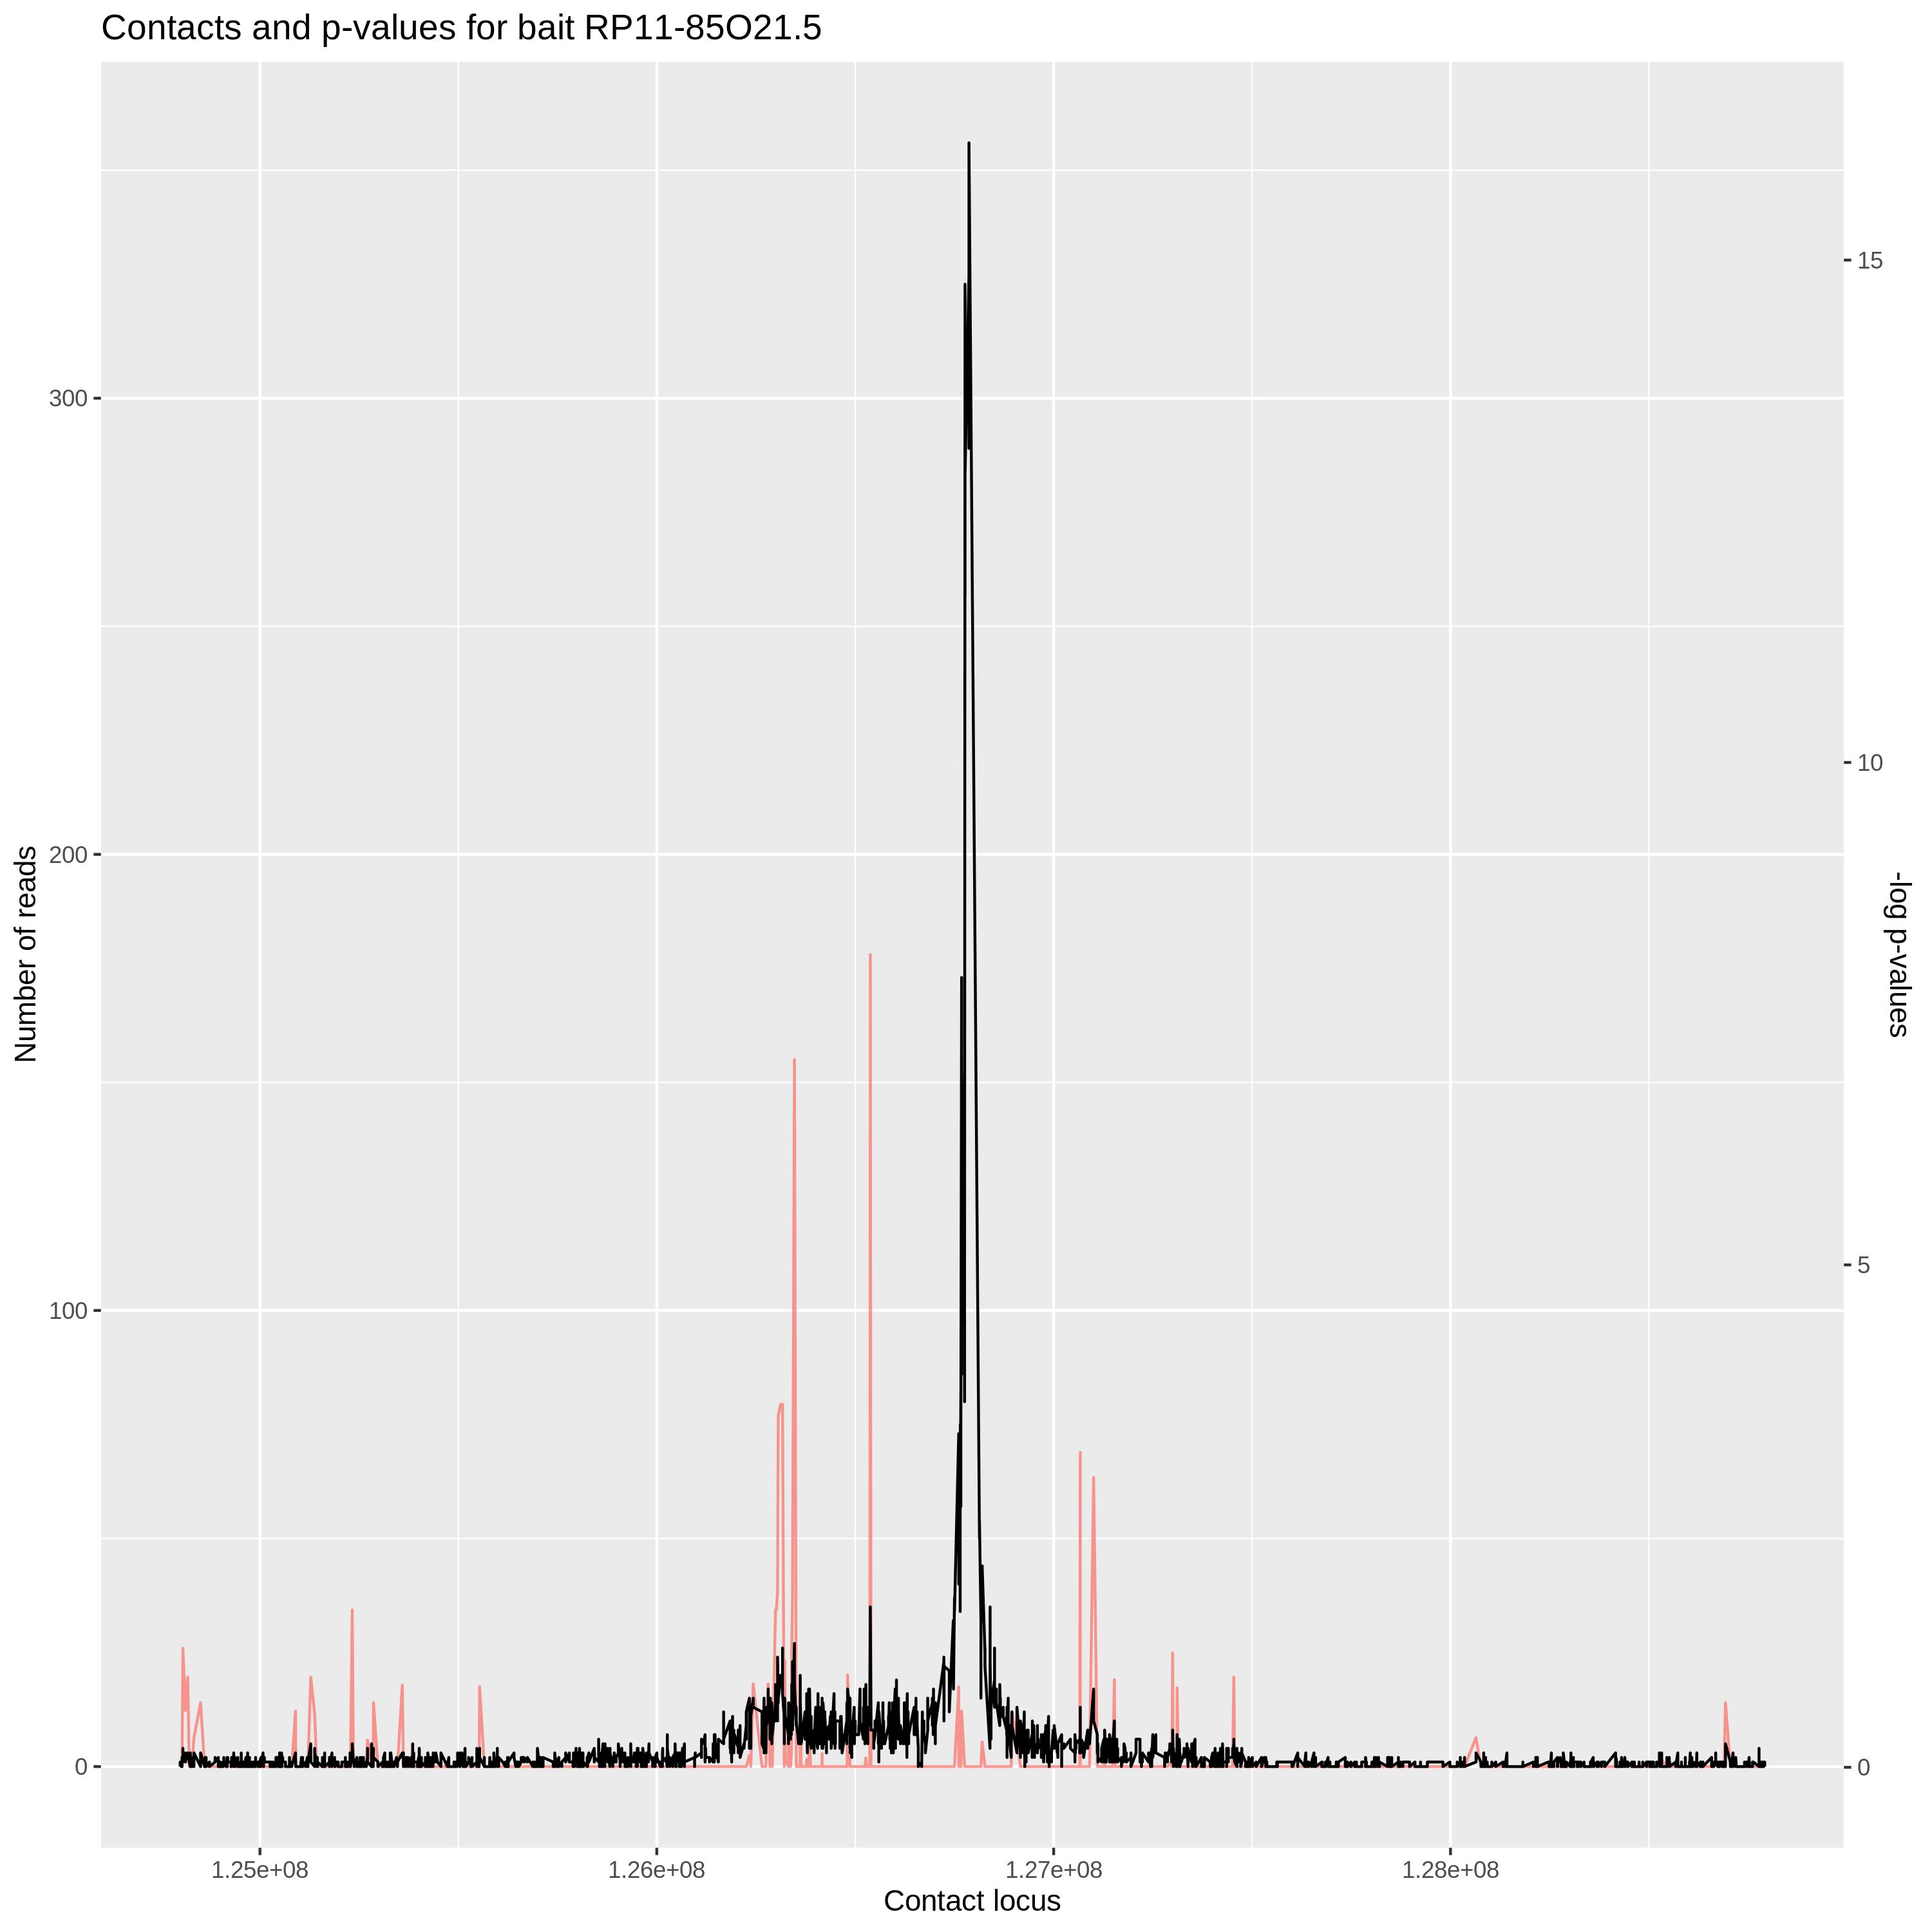 Contacts and p-values for bait RP11-85O21.5
Number of reads
300
200
100
0
15
10
5
0
-log p-values
1.25e+08
1.26e+08
1.27e+08
1.28e+08
Contact locus